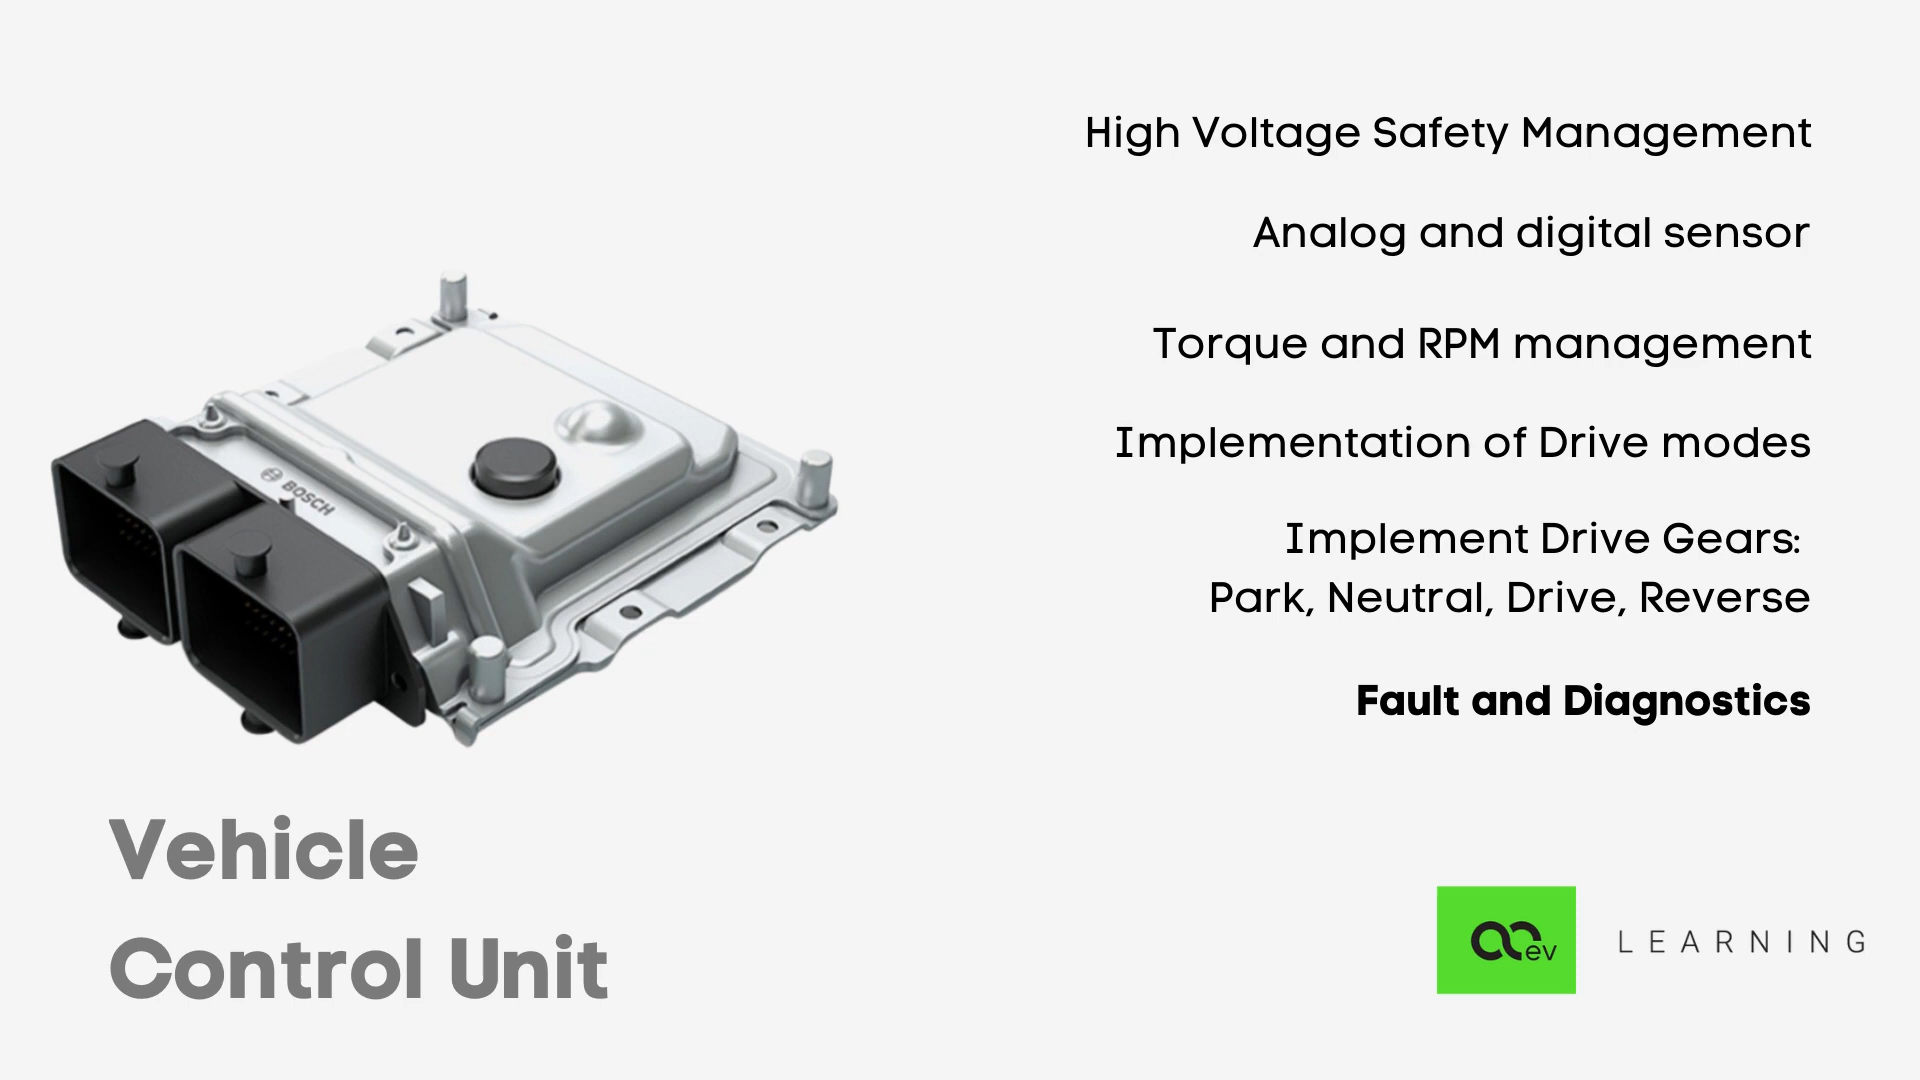 High Voltage Safety Management
Analog and digital sensor
Torque and RPM management
Implementation of Drive modes
Implement Drive Gears:
Park, Neutral, Drive, Reverse
Fault and Diagnostics
BOSCH
Vehicle
Control Unit
ev
LEARNING